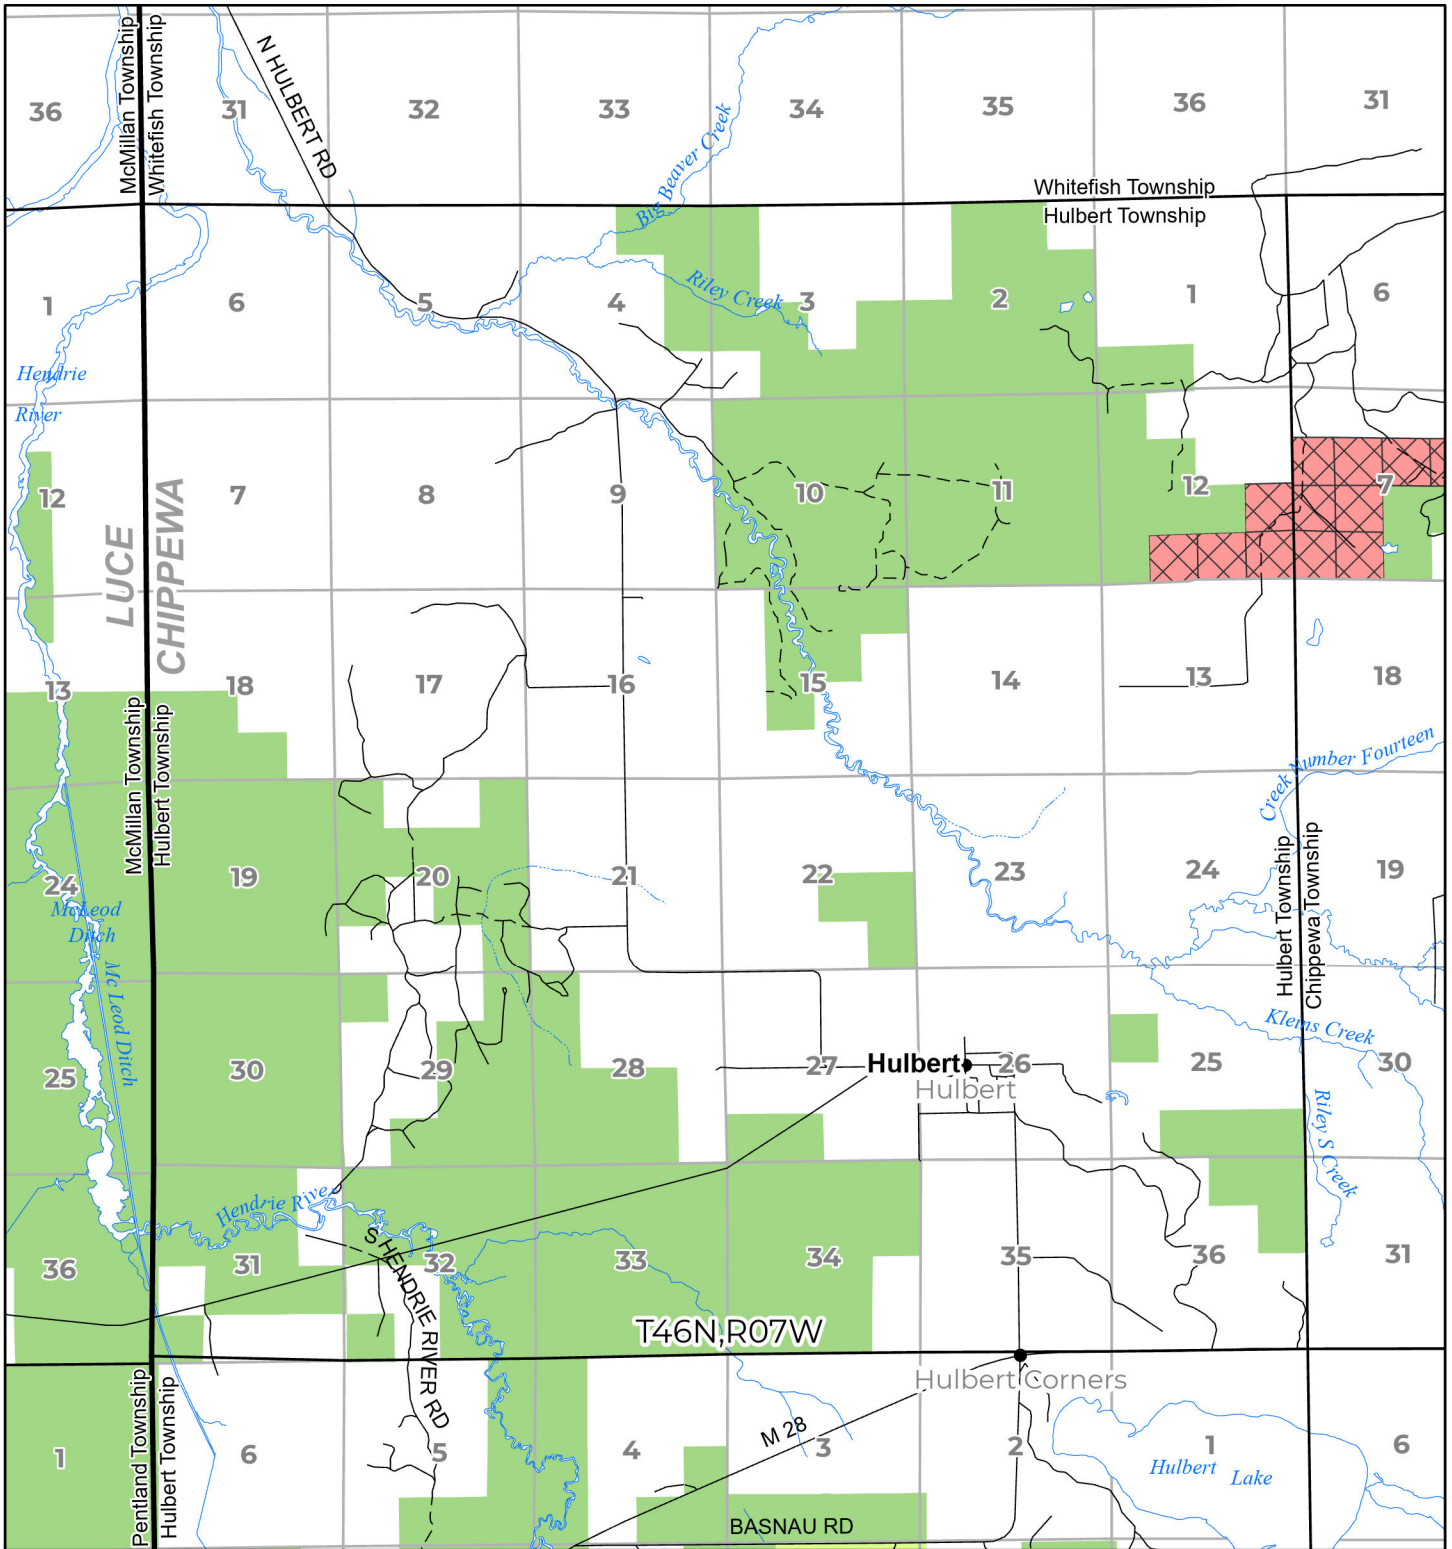 McMillan Township
Whitefish Township
N HULBERT RD
36
31
32
33
34
35
36
31
Big Beaver Creek
Whitefish Township
Hulbert Township
1
6
5
4
Riley Creek
3
2
1
6
Hendrie
River
12
7
8
9
10
11
12
7
LUCE
CHIPPEWA
13
18
17
16
15
14
13
18
McMillan Township
Hulbert Township
Creek Number Fourteen
24
19
20
21
22
23
24
19
McLeod
Ditch
Mc Leod Ditch
Hulbert Township
Chippewa Township
Klems Creek
25
30
29
28
27
Hulbert
26
25
30
Hulbert
Riley S Creek
Hendrie River
36
31
S HENDRIE RIVER RD
32
33
34
35
36
31
T46N,R07W
Hulbert Corners
Pentland Township
Hulbert Township
1
6
5
4
M 28
3
2
1
6
Hulbert Lake
BASNAU RD